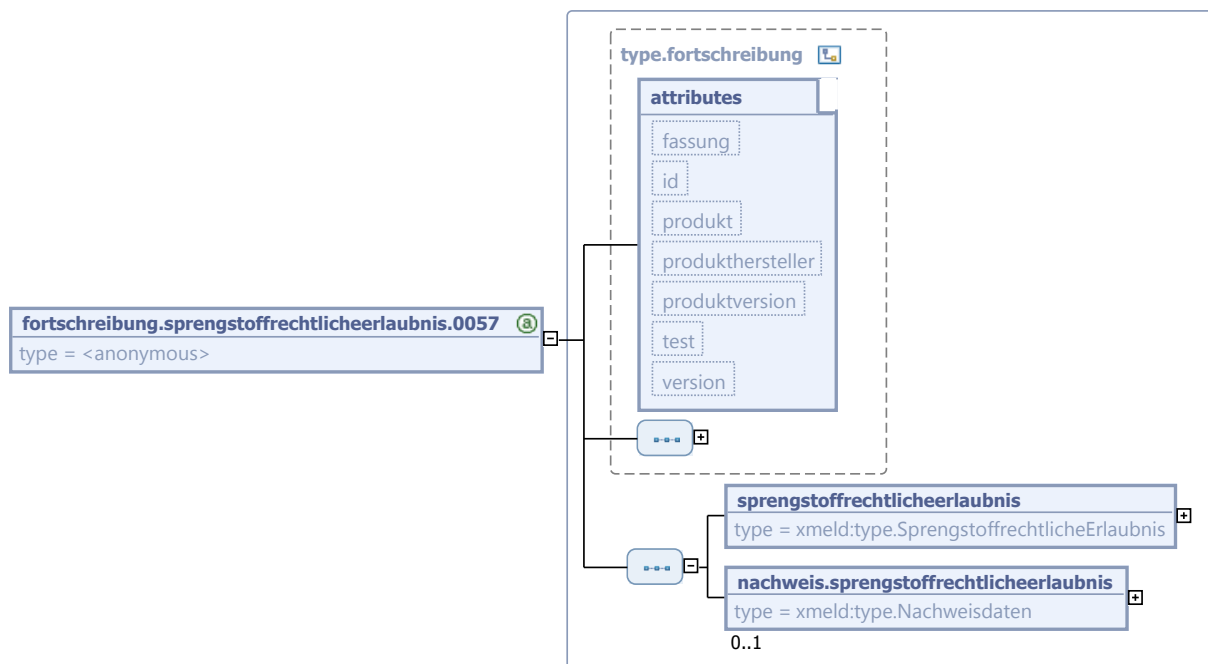 type.fortschreibung
attributes
fassung
id
produkt
produkthersteller
produktversion
test
version
fortschreibung.sprengstoffrechtlicheerlaubnis.0057
type = <anonymous>
sprengstoffrechtlicheerlaubnis
type = xmeld:type.SprengstoffrechtlicheErlaubnis
nachweis.sprengstoffrechtlicheerlaubnis
type = xmeld:type.Nachweisdaten
0..1